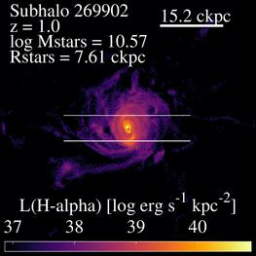 Subhalo 269902
z = 1.0
log Mstars = 10.57
Rstars = 7.61 ckpc
15.2 ckpc
L(H-alpha) [log erg s⁻¹ kpc⁻²]
37 38 39 40